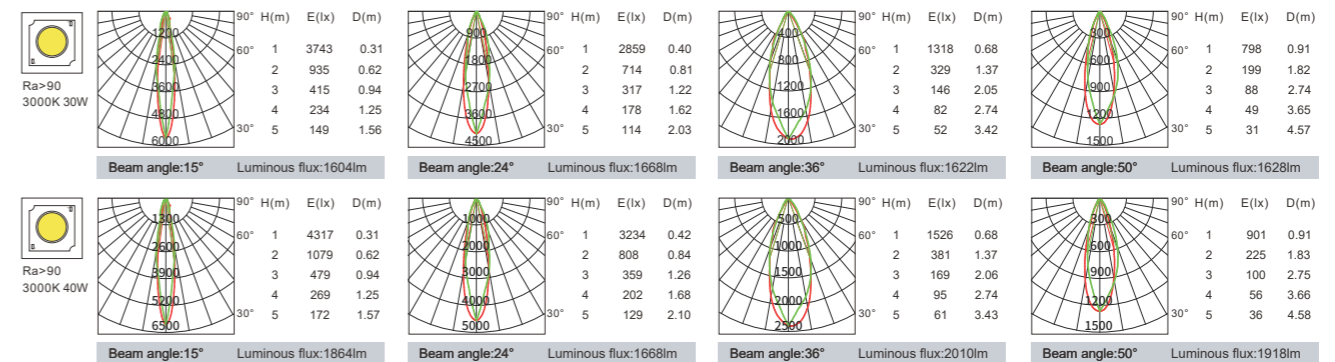 Ra>90
3000K 30W
1200
2400
3600
4800
6000
90°
60°
30°
H(m) E(lx) D(m)
1 3743 0.31
2 935 0.62
3 415 0.94
4 234 1.25
5 149 1.56
Beam angle:15° Luminous flux:1604lm
900
1800
2700
3600
4500
90°
60°
30°
H(m) E(lx) D(m)
1 2859 0.40
2 714 0.81
3 317 1.22
4 178 1.62
5 114 2.03
Beam angle:24° Luminous flux:1668lm
400
800
1200
1600
2000
90°
60°
30°
H(m) E(lx) D(m)
1 1318 0.68
2 329 1.37
3 146 2.05
4 82 2.74
5 52 3.42
Beam angle:36° Luminous flux:1622lm
300
600
900
1200
1500
90°
60°
30°
H(m) E(lx) D(m)
1 798 0.91
2 199 1.82
3 88 2.74
4 49 3.65
5 31 4.57
Beam angle:50° Luminous flux:1628lm
Ra>90
3000K 40W
1300
2600
3900
5200
6500
90°
60°
30°
H(m) E(lx) D(m)
1 4317 0.31
2 1079 0.62
3 479 0.94
4 269 1.25
5 172 1.57
Beam angle:15° Luminous flux:1864lm
1000
2000
3000
4000
5000
90°
60°
30°
H(m) E(lx) D(m)
1 3234 0.42
2 808 0.84
3 359 1.26
4 202 1.68
5 129 2.10
Beam angle:24° Luminous flux:1668lm
500
1000
1500
2000
2500
90°
60°
30°
H(m) E(lx) D(m)
1 1526 0.68
2 381 1.37
3 169 2.06
4 95 2.74
5 61 3.43
Beam angle:36° Luminous flux:2010lm
300
600
900
1200
1500
90°
60°
30°
H(m) E(lx) D(m)
1 901 0.91
2 225 1.83
3 100 2.75
4 56 3.66
5 36 4.58
Beam angle:50° Luminous flux:1918lm